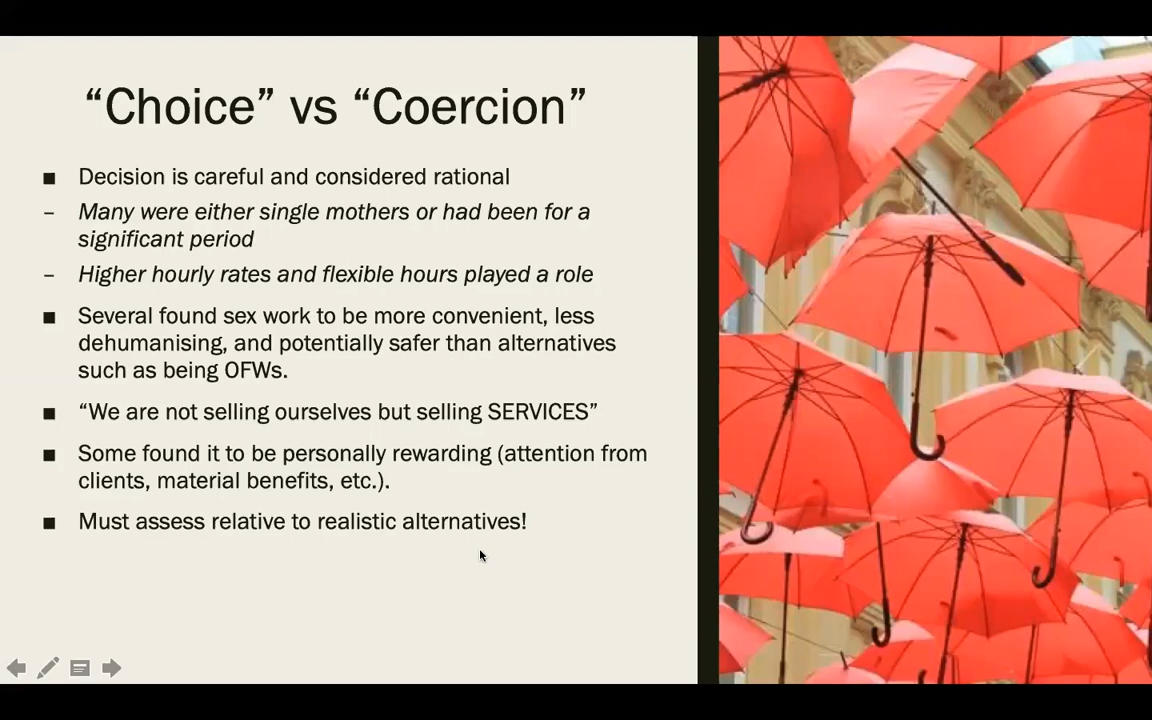 “Choice” vs “Coercion”
■ Decision is careful and considered rational
– Many were either single mothers or had been for a
significant period
– Higher hourly rates and flexible hours played a role
■ Several found sex work to be more convenient, less
dehumanising, and potentially safer than alternatives
such as being OFWs.
■ “We are not selling ourselves but selling SERVICES”
■ Some found it to be personally rewarding (attention from
clients, material benefits, etc.).
■ Must assess relative to realistic alternatives!